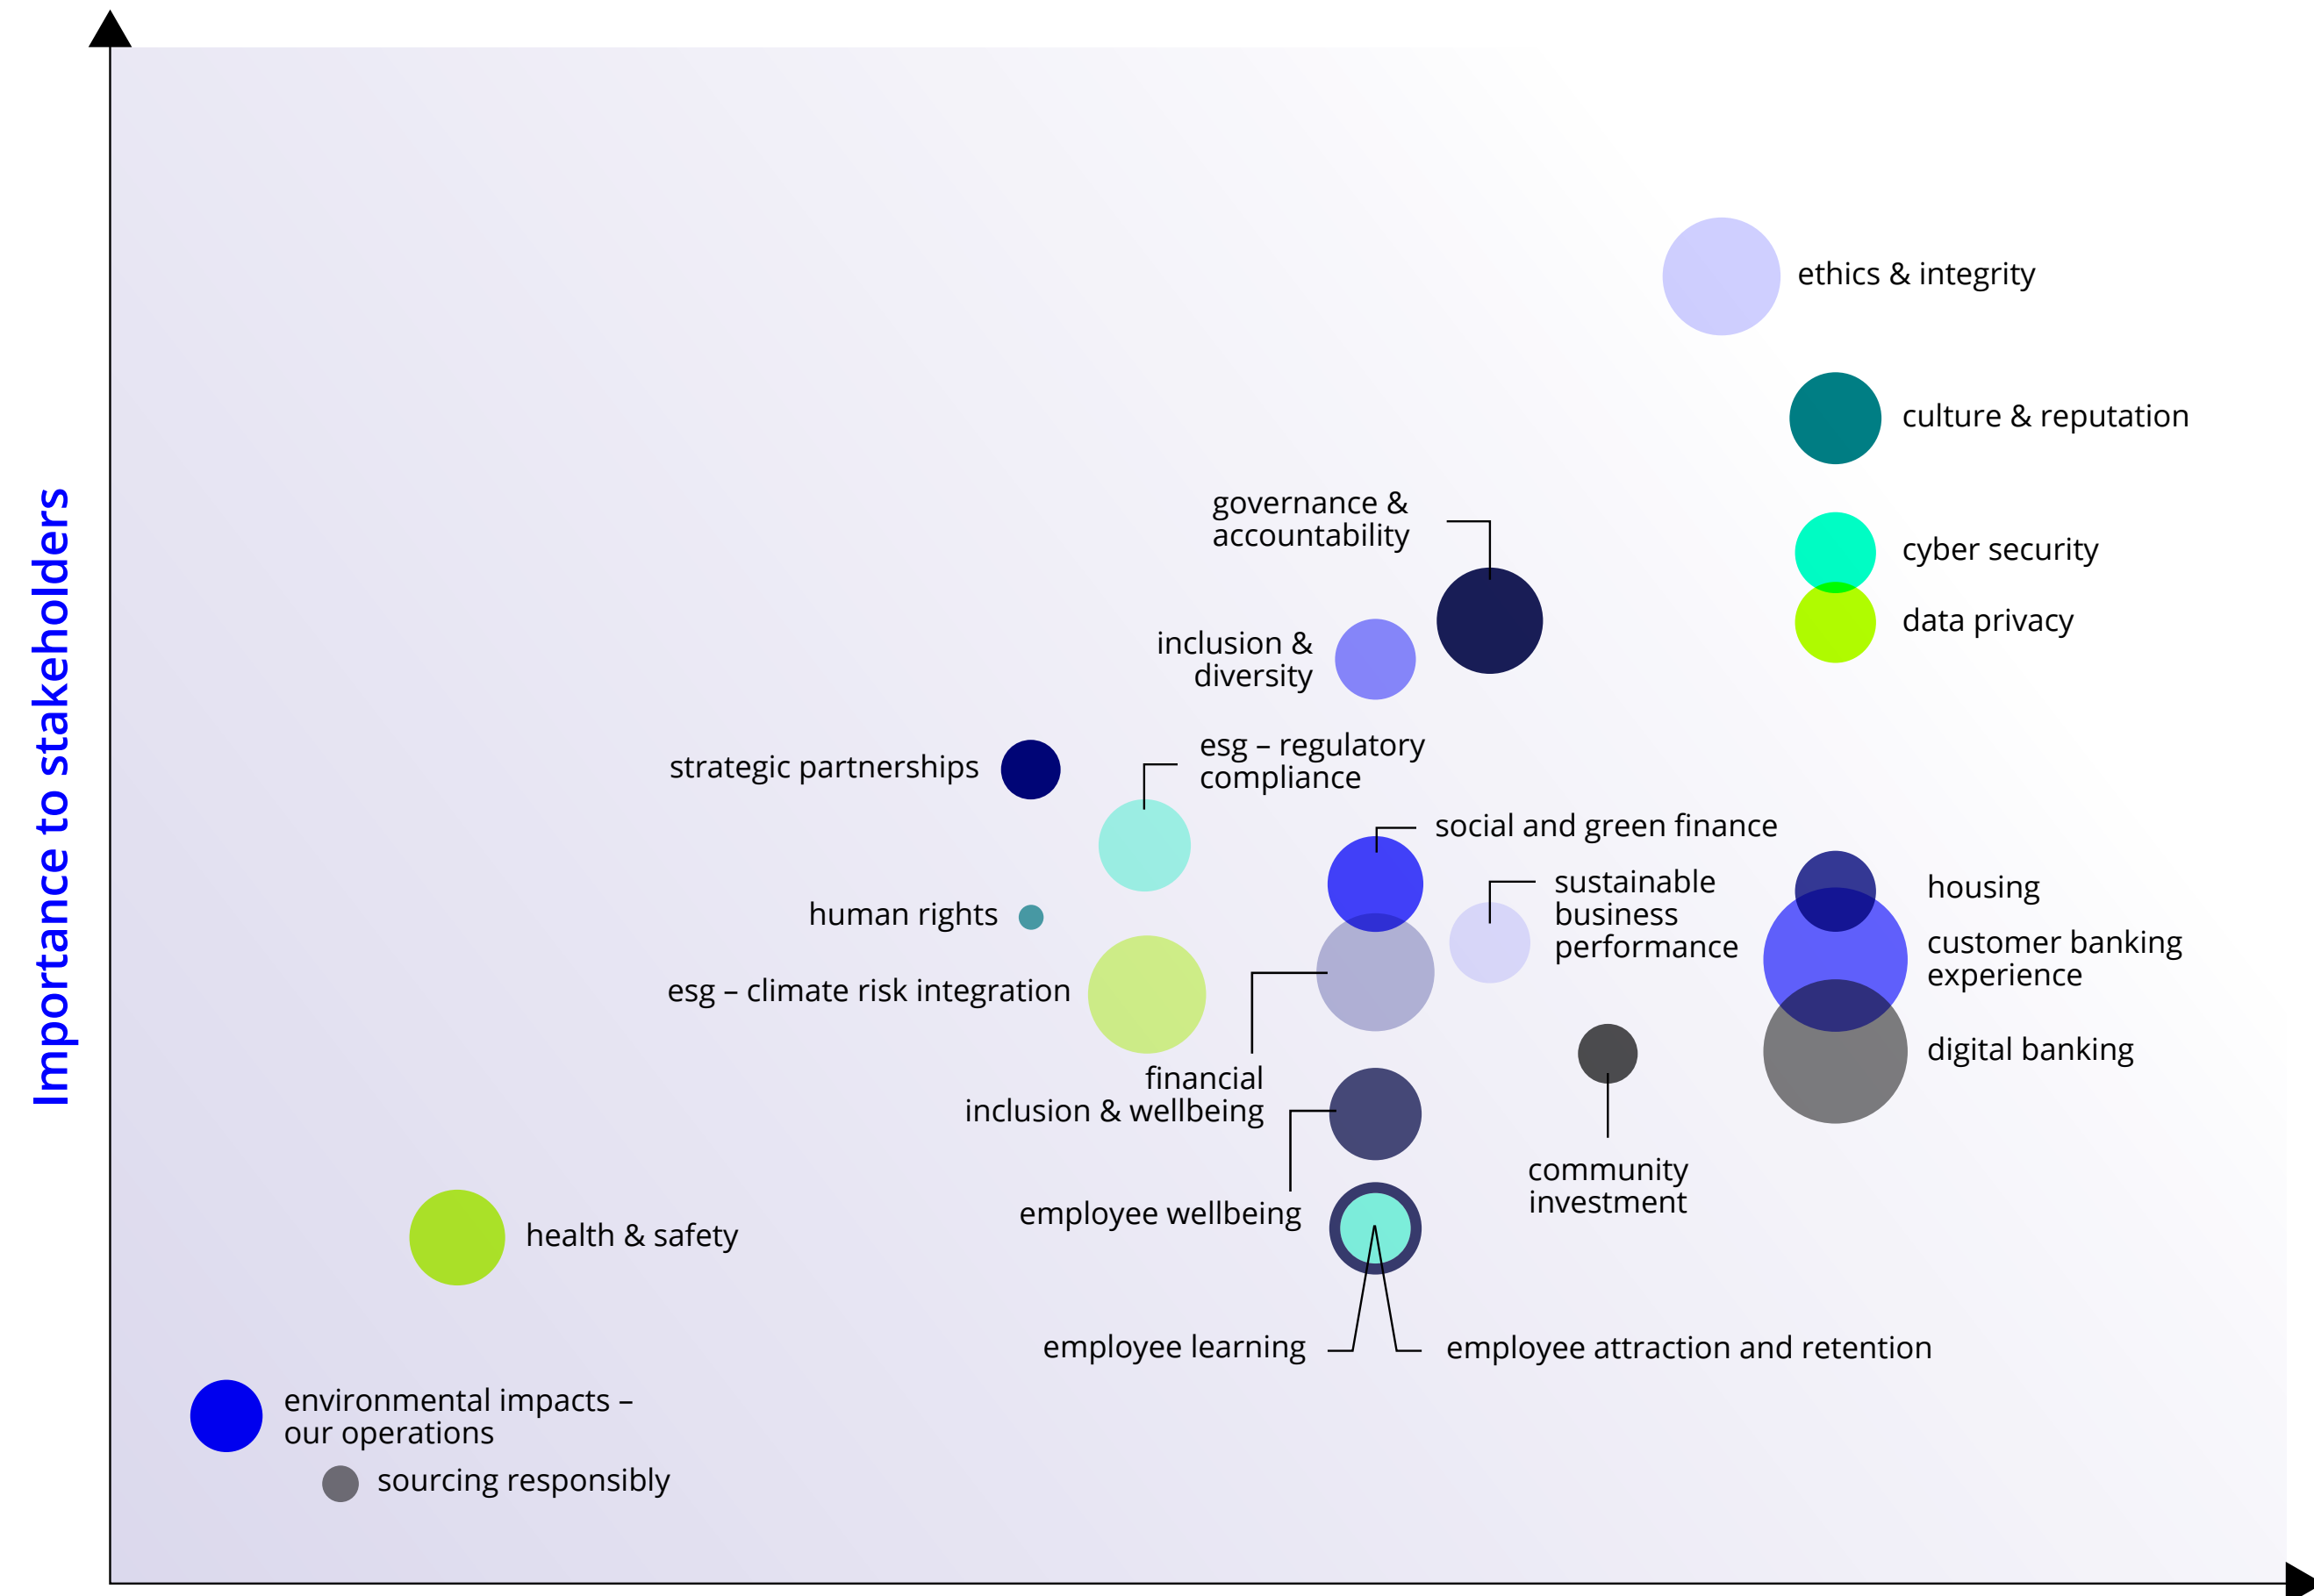 Importance to stakeholders
ethics & integrity
culture & reputation
governance &
accountability
cyber security
data privacy
inclusion &
diversity
strategic partnerships
esg – regulatory
compliance
social and green finance
sustainable
business
performance
housing
human rights
customer banking
experience
esg – climate risk integration
digital banking
financial
inclusion & wellbeing
community
investment
employee wellbeing
health & safety
employee learning
employee attraction and retention
environmental impacts –
our operations
sourcing responsibly